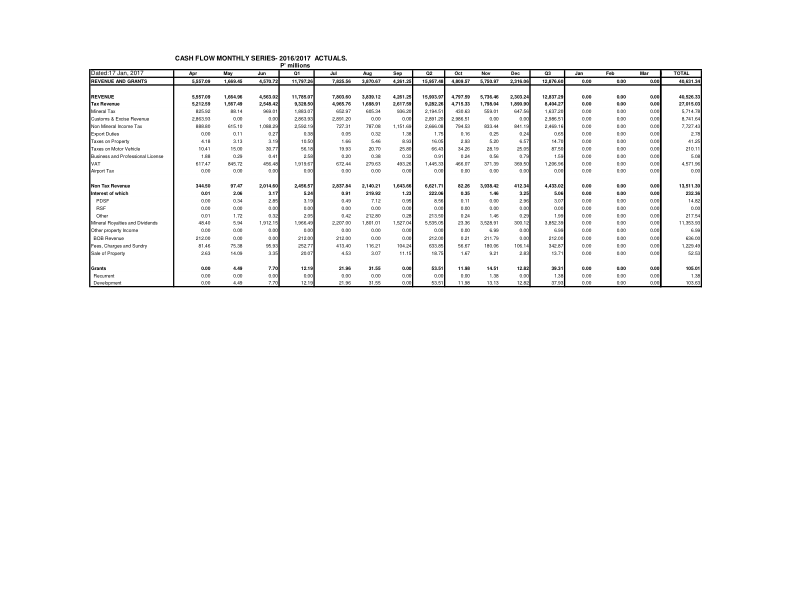 CASH FLOW MONTHLY SERIES- 2016/2017 ACTUALS.
P' millions
Dated:17 Jan, 2017 Apr May Jun Q1 Jul Aug Sep Q2 Oct Nov Dec Q3 Jan Feb Mar TOTAL
REVENUE AND GRANTS 5,557.09 1,669.45 4,570.72 11,797.26 7,825.56 3,870.67 4,261.25 15,957.48 4,809.57 5,750.97 2,316.06 12,876.60 0.00 0.00 0.00 40,631.34
REVENUE 5,557.09 1,664.96 4,563.02 11,785.07 7,803.60 3,839.12 4,261.25 15,903.97 4,797.59 5,736.46 2,303.24 12,837.29 0.00 0.00 0.00 40,526.33
Tax Revenue 5,212.59 1,567.49 2,548.42 9,328.50 4,965.76 1,698.91 2,617.59 9,282.26 4,715.33 1,798.04 1,890.90 8,404.27 0.00 0.00 0.00 27,015.03
Mineral Tax 825.92 88.14 969.01 1,883.07 652.97 605.34 936.20 2,194.51 430.63 559.01 647.56 1,637.20 0.00 0.00 0.00 5,714.78
Customs & Excise Revenue 2,863.93 0.00 0.00 2,863.93 2,891.20 0.00 0.00 2,891.20 2,986.51 0.00 0.00 2,986.51 0.00 0.00 0.00 8,741.64
Non Mineral Income Tax 888.80 615.10 1,088.29 2,592.19 727.31 787.08 1,151.69 2,666.08 794.53 833.44 841.19 2,469.16 0.00 0.00 0.00 7,727.43
Export Duties 0.00 0.11 0.27 0.38 0.05 0.32 1.38 1.75 0.16 0.25 0.24 0.65 0.00 0.00 0.00 2.78
Taxes on Property 4.18 3.13 3.19 10.50 1.66 5.46 8.93 16.05 2.93 5.20 6.57 14.70 0.00 0.00 0.00 41.25
Taxes on Motor Vehicle 10.41 15.00 30.77 56.18 19.93 20.70 25.80 66.43 34.26 28.19 25.05 87.50 0.00 0.00 0.00 210.11
Business and Professional License 1.88 0.29 0.41 2.58 0.20 0.38 0.33 0.91 0.24 0.56 0.79 1.59 0.00 0.00 0.00 5.08
VAT 617.47 845.72 456.48 1,919.67 672.44 279.63 493.26 1,445.33 466.07 371.39 369.50 1,206.96 0.00 0.00 0.00 4,571.96
Airport Tax 0.00 0.00 0.00 0.00 0.00 0.00 0.00 0.00 0.00 0.00 0.00 0.00 0.00 0.00 0.00 0.00
Non Tax Revenue 344.50 97.47 2,014.60 2,456.57 2,837.84 2,140.21 1,643.66 6,621.71 82.26 3,938.42 412.34 4,433.02 0.00 0.00 0.00 13,511.30
Interest of which 0.01 2.06 3.17 5.24 0.91 219.92 1.23 222.06 0.35 1.46 3.25 5.06 0.00 0.00 0.00 232.36
PDSF 0.00 0.34 2.85 3.19 0.49 7.12 0.95 8.56 0.11 0.00 2.96 3.07 0.00 0.00 0.00 14.82
RSF 0.00 0.00 0.00 0.00 0.00 0.00 0.00 0.00 0.00 0.00 0.00 0.00 0.00 0.00 0.00 0.00
Other 0.01 1.72 0.32 2.05 0.42 212.80 0.28 213.50 0.24 1.46 0.29 1.99 0.00 0.00 0.00 217.54
Mineral Royalties and Dividends 48.40 5.94 1,912.15 1,966.49 2,207.00 1,801.01 1,527.04 5,535.05 23.36 3,528.91 300.12 3,852.39 0.00 0.00 0.00 11,353.93
Other property Income 0.00 0.00 0.00 0.00 0.00 0.00 0.00 0.00 0.00 6.99 0.00 6.99 0.00 0.00 0.00 6.99
BOB Revenue 212.00 0.00 0.00 212.00 212.00 0.00 0.00 212.00 0.21 211.79 0.00 212.00 0.00 0.00 0.00 636.00
Fees, Charges and Sundry 81.46 75.38 95.93 252.77 413.40 116.21 104.24 633.85 56.67 180.06 106.14 342.87 0.00 0.00 0.00 1,229.49
Sale of Property 2.63 14.09 3.35 20.07 4.53 3.07 11.15 18.75 1.67 9.21 2.83 13.71 0.00 0.00 0.00 52.53
Grants 0.00 4.49 7.70 12.19 21.96 31.55 0.00 53.51 11.98 14.51 12.82 39.31 0.00 0.00 0.00 105.01
Recurrent 0.00 0.00 0.00 0.00 0.00 0.00 0.00 0.00 0.00 1.38 0.00 1.38 0.00 0.00 0.00 1.38
Development 0.00 4.49 7.70 12.19 21.96 31.55 0.00 53.51 11.98 13.13 12.82 37.93 0.00 0.00 0.00 103.63